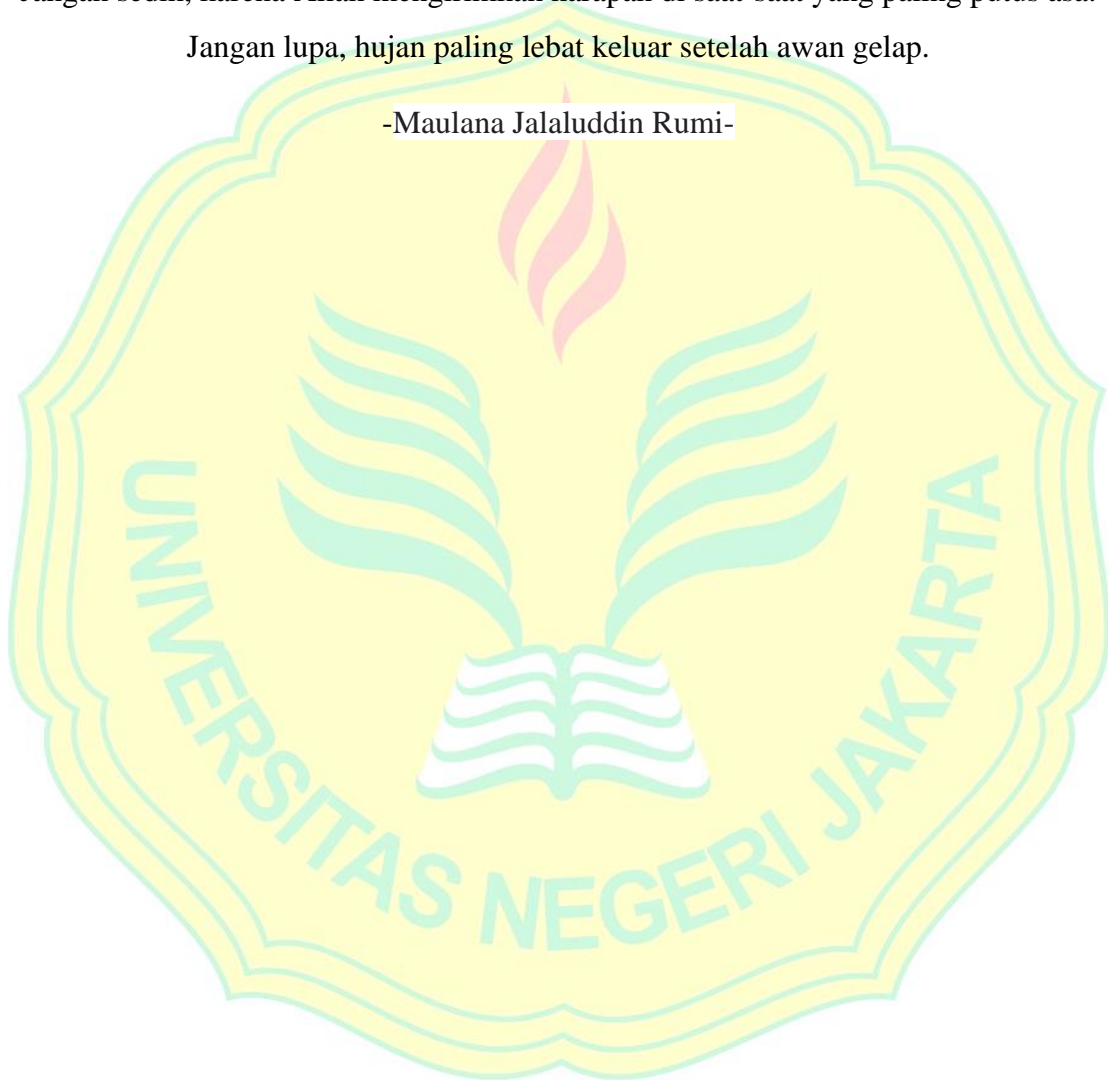 Jangan lupa, hujan paling lebat keluar setelah awan gelap.
-Maulana Jalaluddin Rumi-
UNIVERSITAS NEGERI JAKARTA